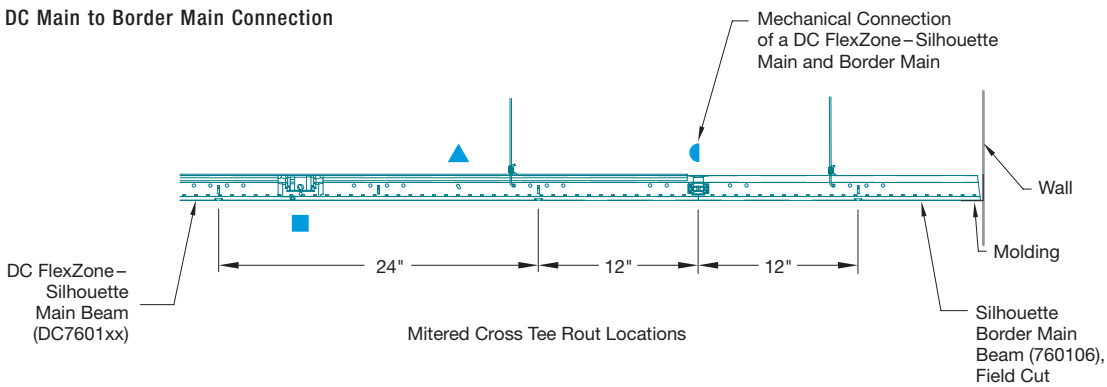 DC Main to Border Main Connection
Mechanical Connection
of a DC FlexZone–Silhouette
Main and Border Main
Wall
Molding
DC FlexZone–
Silhouette
Main Beam
(DC7601xx)
24"
12"
12"
Mitered Cross Tee Rout Locations
Silhouette
Border Main
Beam (760106),
Field Cut